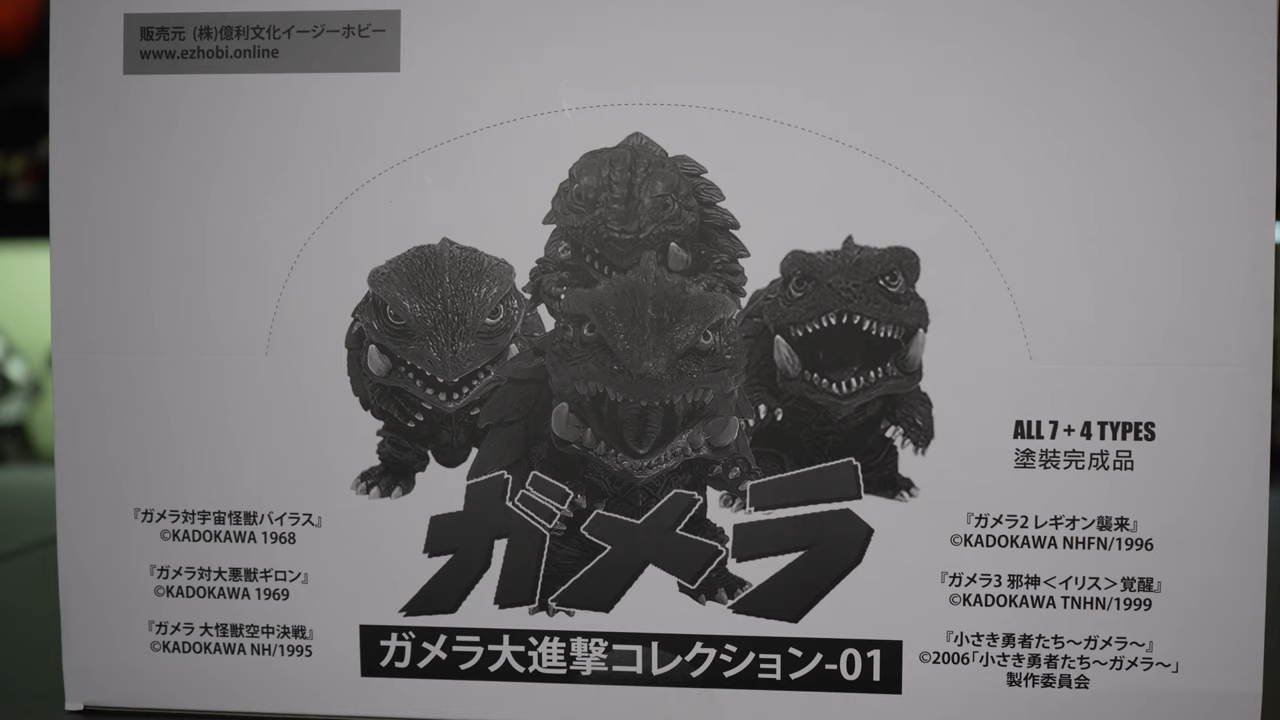 販売元 (株)億利文化イージーホビー
www.ezhobi.online
ALL 7 + 4 TYPES
塗裝完成品
『ガメラ対宇宙怪獣バイラス』
©KADOKAWA 1968
『ガメラ対大悪獣ギロン』
©KADOKAWA 1969
『ガメラ 大怪獣空中決戦』
©KADOKAWA NH/1995
ガメラ
ガメラ大進撃コレクション-01
『ガメラ2 レギオン襲来』
©KADOKAWA NHFN/1996
『ガメラ3 邪神＜イリス＞覚醒』
©KADOKAWA TNHN/1999
『小さき勇者たち〜ガメラ〜』
©2006「小さき勇者たち〜ガメラ〜」
製作委員会